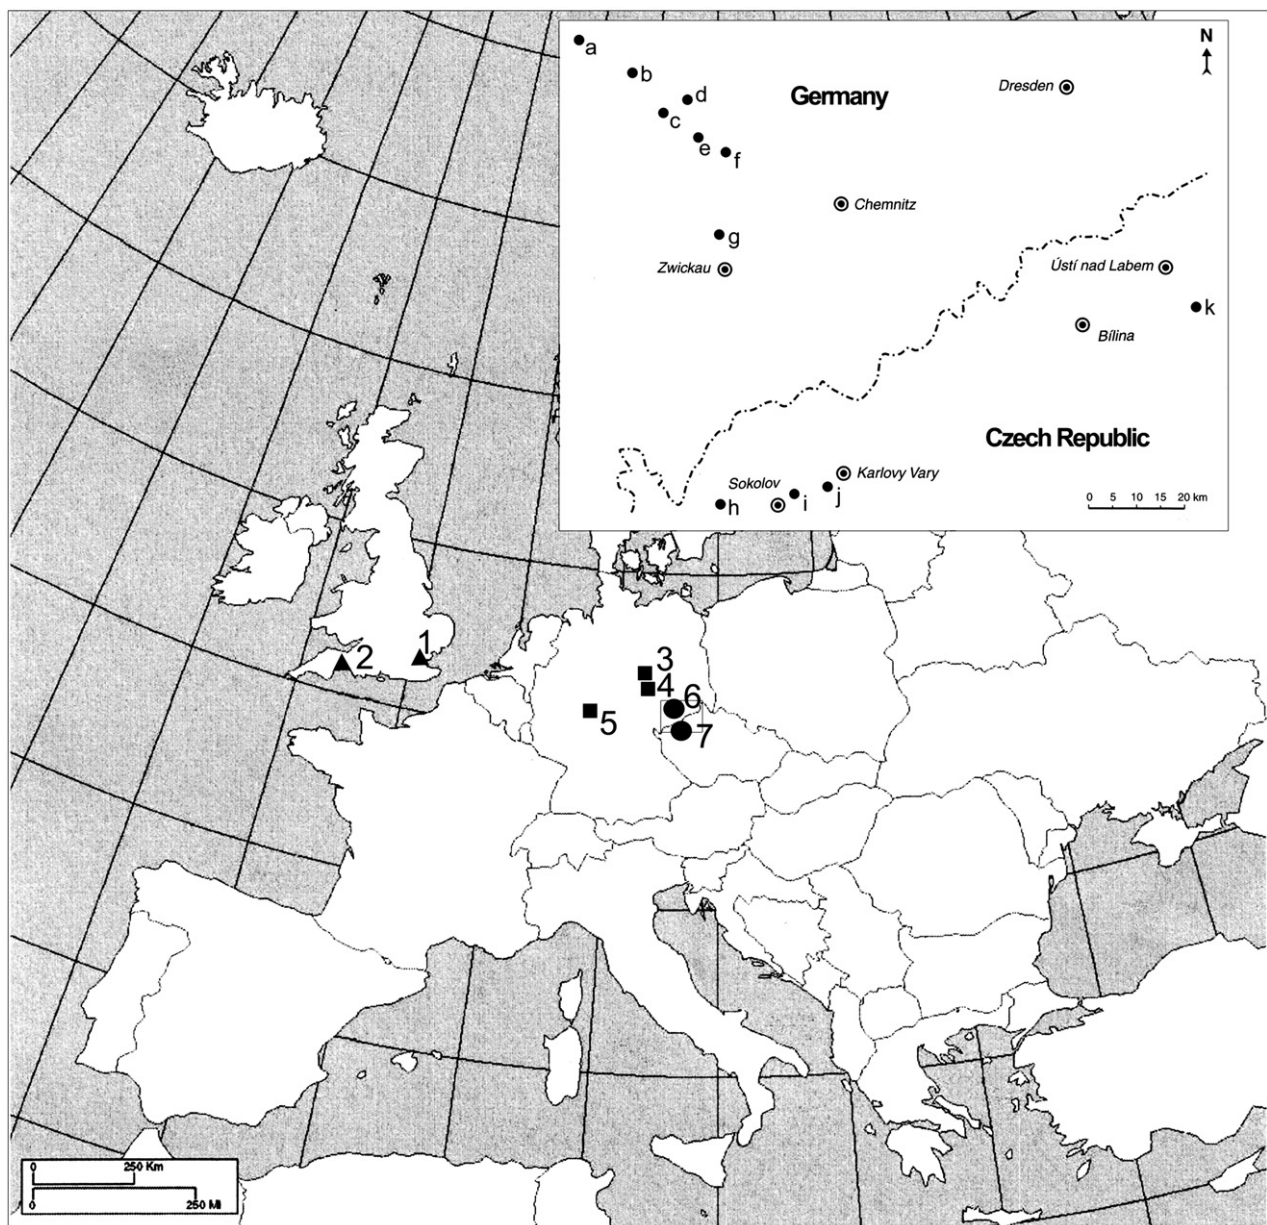 N
a
b
d
Dresden
Germany
c
e
f
Chemnitz
g
Zwickau
Ústí nad Labem
k
Bílina
Czech Republic
Karlovy Vary
Sokolov
h
i
j
0 5 10 15 20 km
1
2
3
4
5
6
7
0 250 Km
0 250 Mi